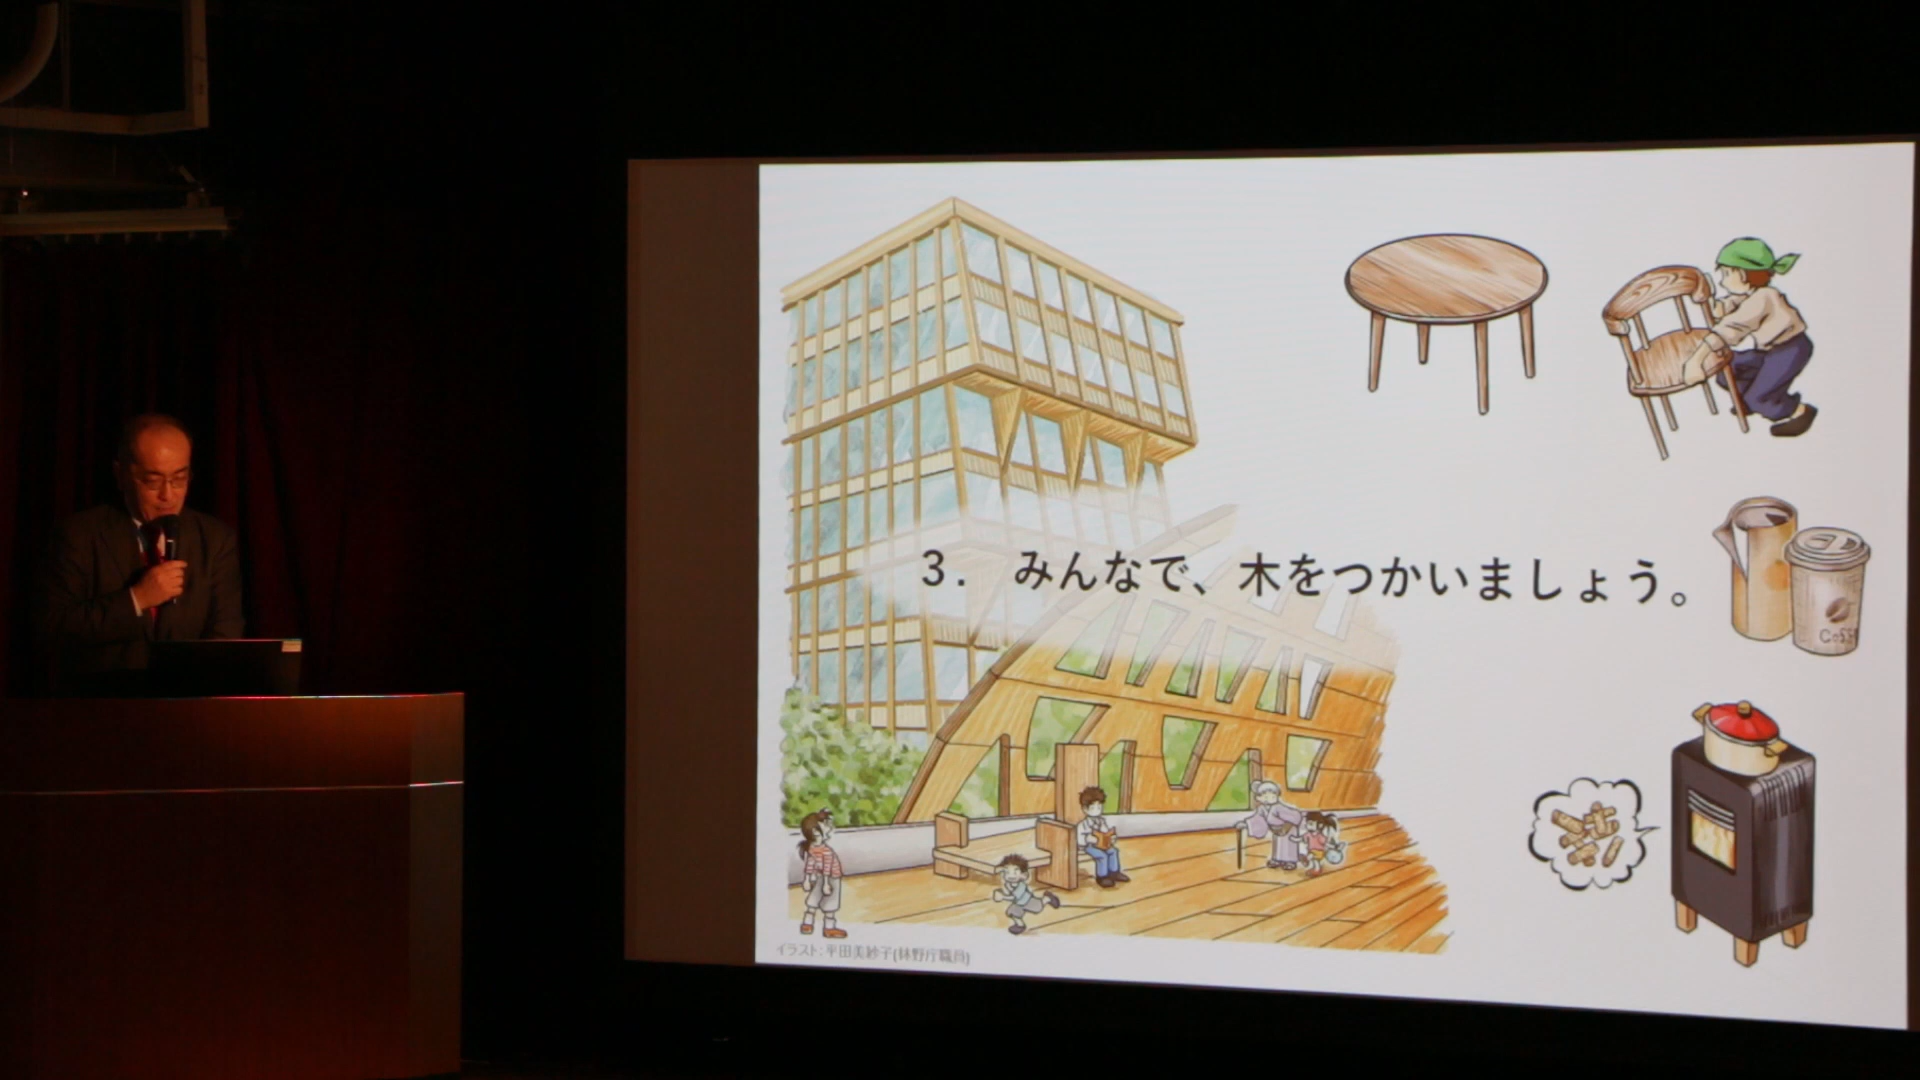 3. みんなで、木をつかいましょう。
Coff
イラスト：平田美紗子(林野庁職員)